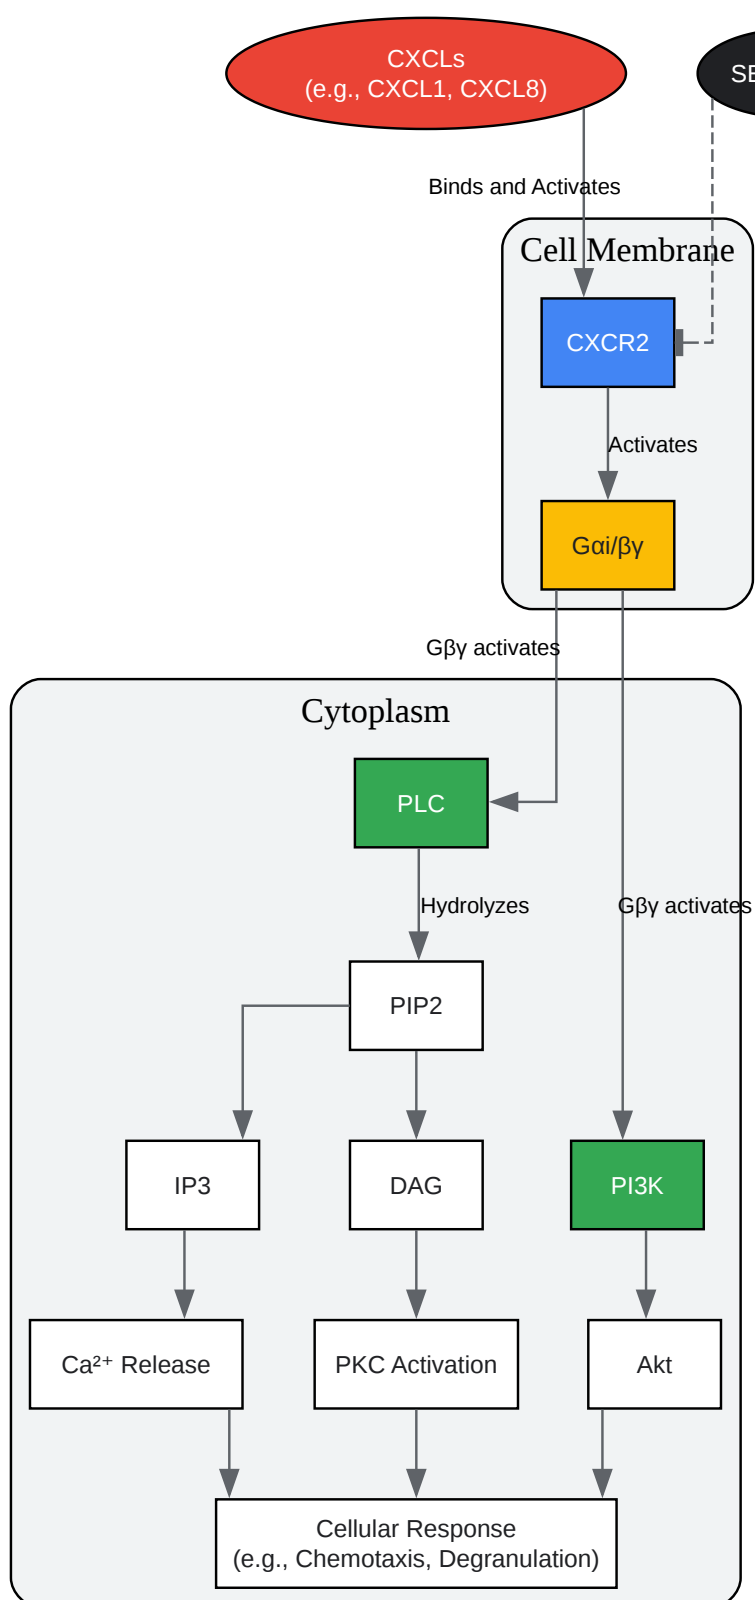 CXCLs
(e.g., CXCL1, CXCL8)
Binds and Activates
Cell Membrane
CXCR2
Activates
Gαi/βγ
Gβγ activates
Cytoplasm
PLC
Hydrolyzes
Gβγ activates
PIP2
IP3
DAG
PI3K
Ca²⁺ Release
PKC Activation
Akt
Cellular Response
(e.g., Chemotaxis, Degranulation)